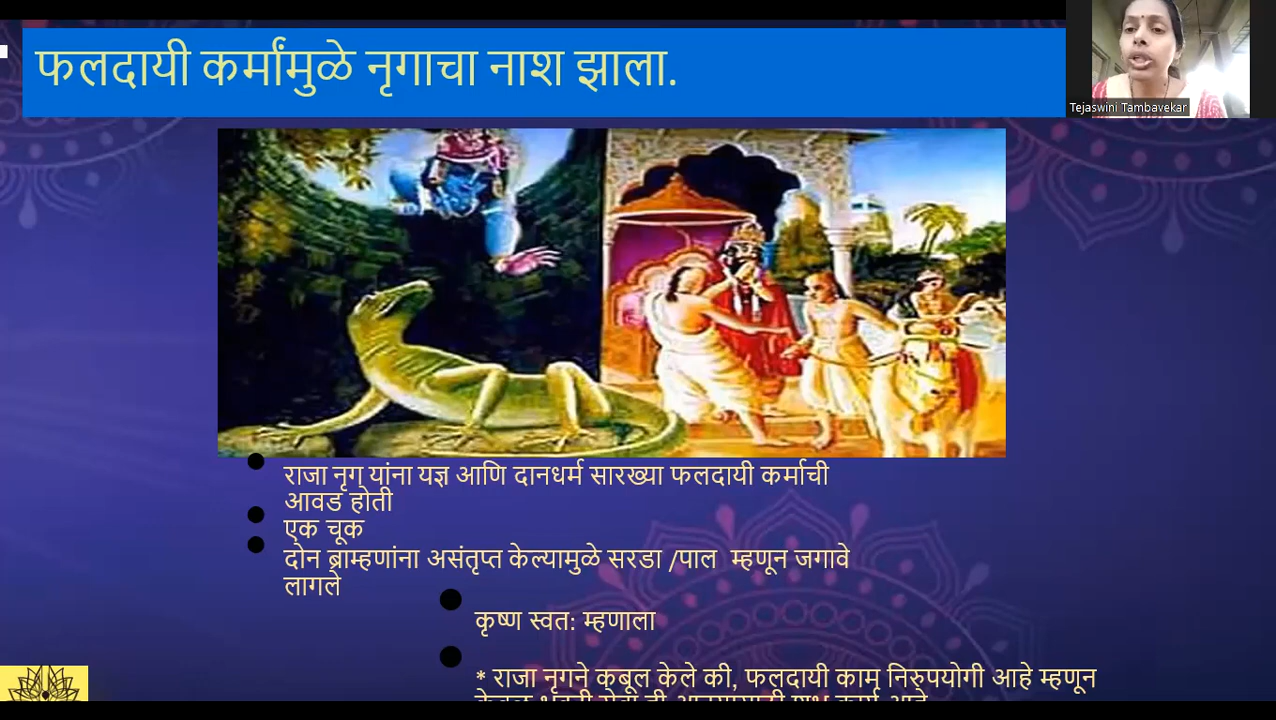 फलदायी कर्मांमुळे नृगाचा नाश झाला.
Tejaswini Tambavekar
राजा नृग् यांना यज्ञ आणि दानधर्म सारख्या फलदायी कर्माची
आवड होती
एक चूक
दोन ब्राम्हणांना असंतृप्त केल्यामुळे सरडा /पाल म्हणून जगावे
लागले
कृष्ण स्वत: म्हणाला
* राजा नृगने कबूल केले की, फलदायी काम निरुपयोगी आहे म्हणून